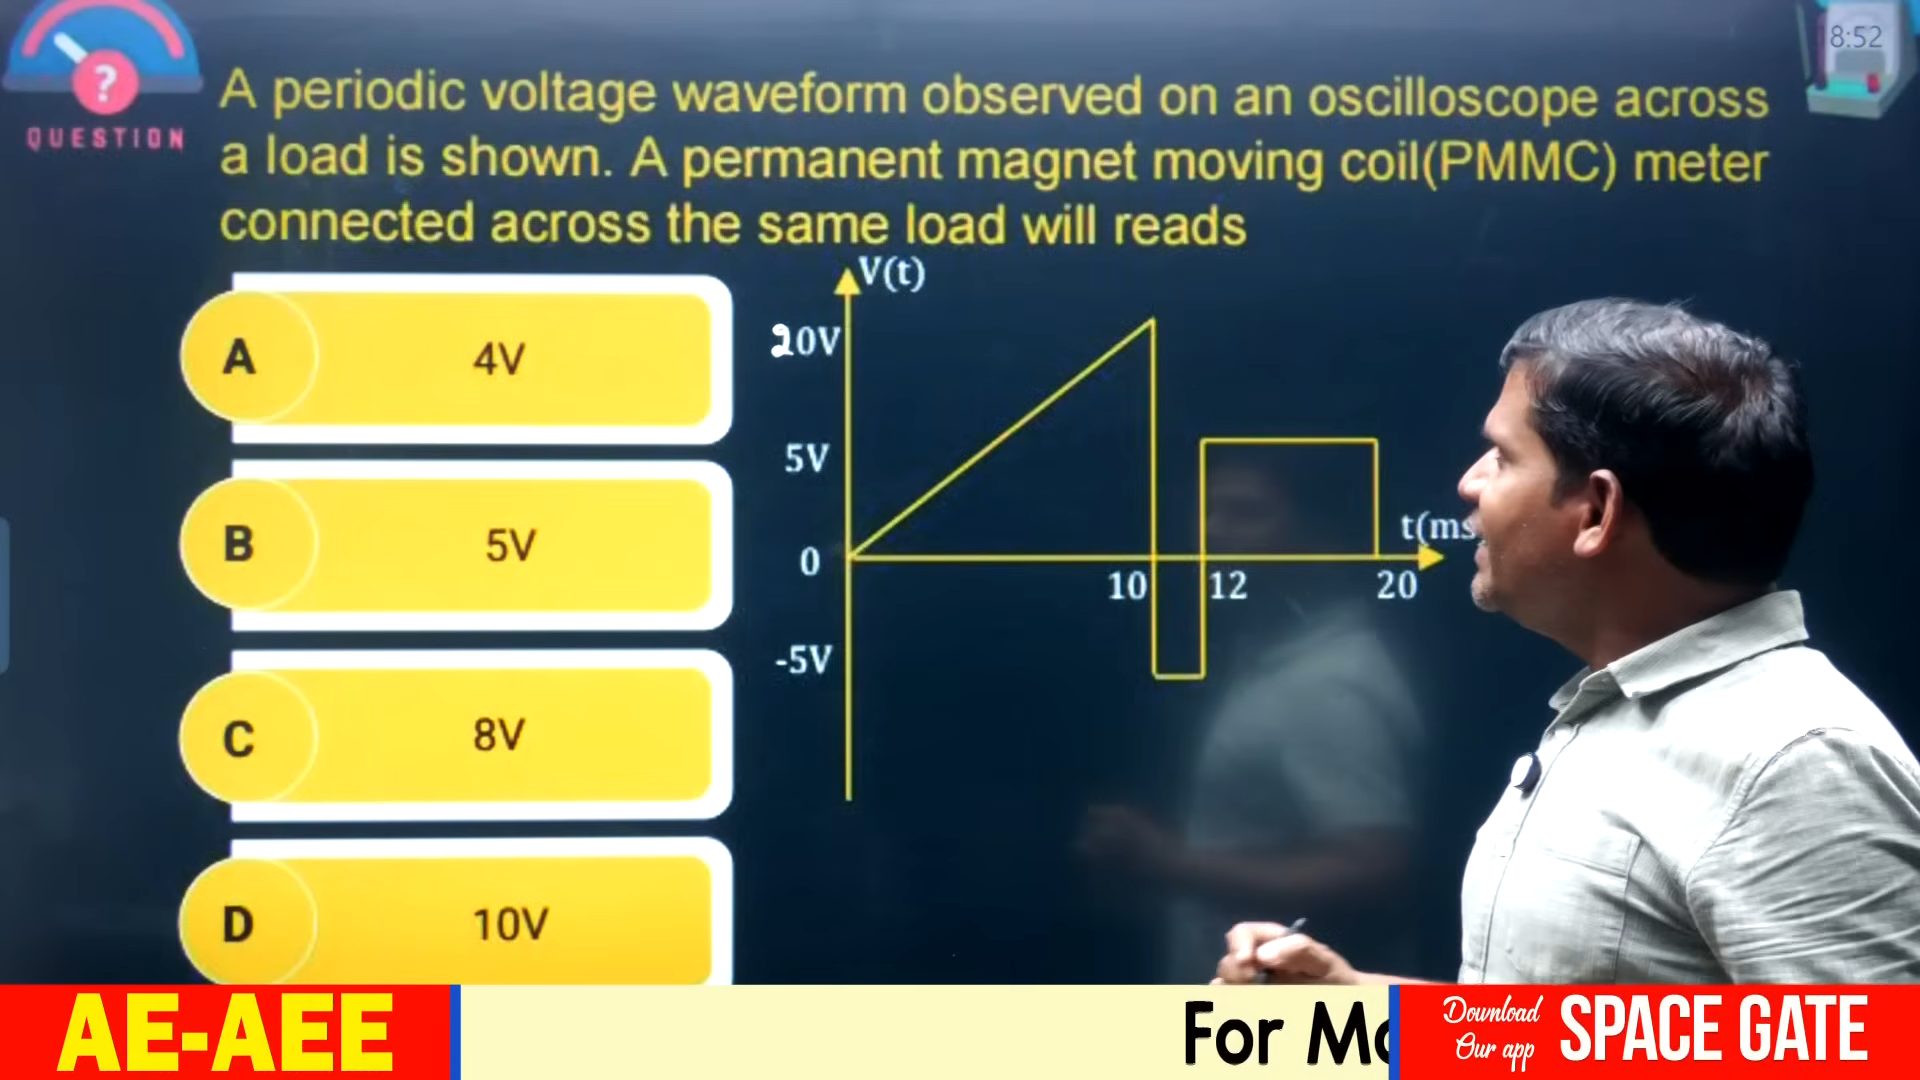 8:52
?
QUESTION
A periodic voltage waveform observed on an oscilloscope across
a load is shown. A permanent magnet moving coil(PMMC) meter
connected across the same load will reads
A 4V
B 5V
C 8V
D 10V
V(t)
20V
5V
0
-5V
10 12 20
t(ms
AE-AEE
For Mo
Download
Our app
SPACE GATE